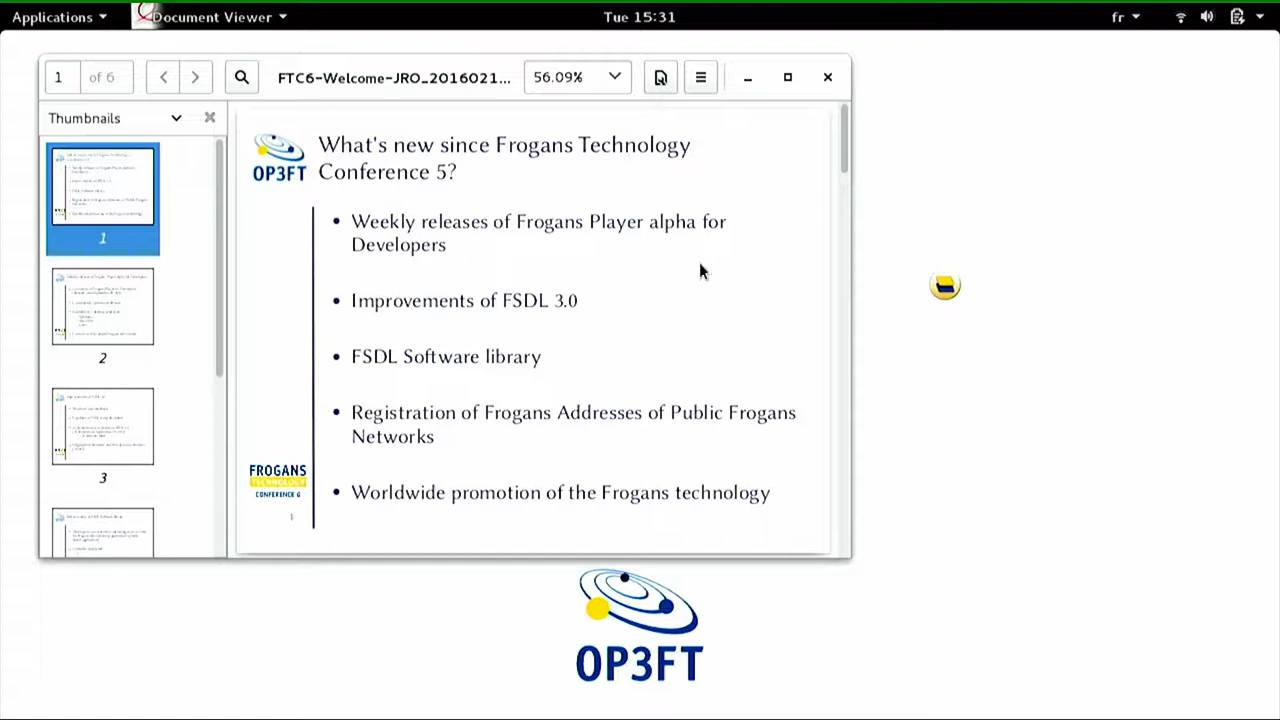 Applications
Document Viewer
Tue 15:31
fr
1
of 6
FTC6-Welcome-JRO_2016021...
56.09%
Thumbnails
1
2
3
OP3FT
What's new since Frogans Technology
Conference 5?
• Weekly releases of Frogans Player alpha for
Developers
• Improvements of FSDL 3.0
• FSDL Software library
• Registration of Frogans Addresses of Public Frogans
Networks
• Worldwide promotion of the Frogans technology
FROGANS
TECHNOLOGY
CONFERENCE 6
1
OP3FT